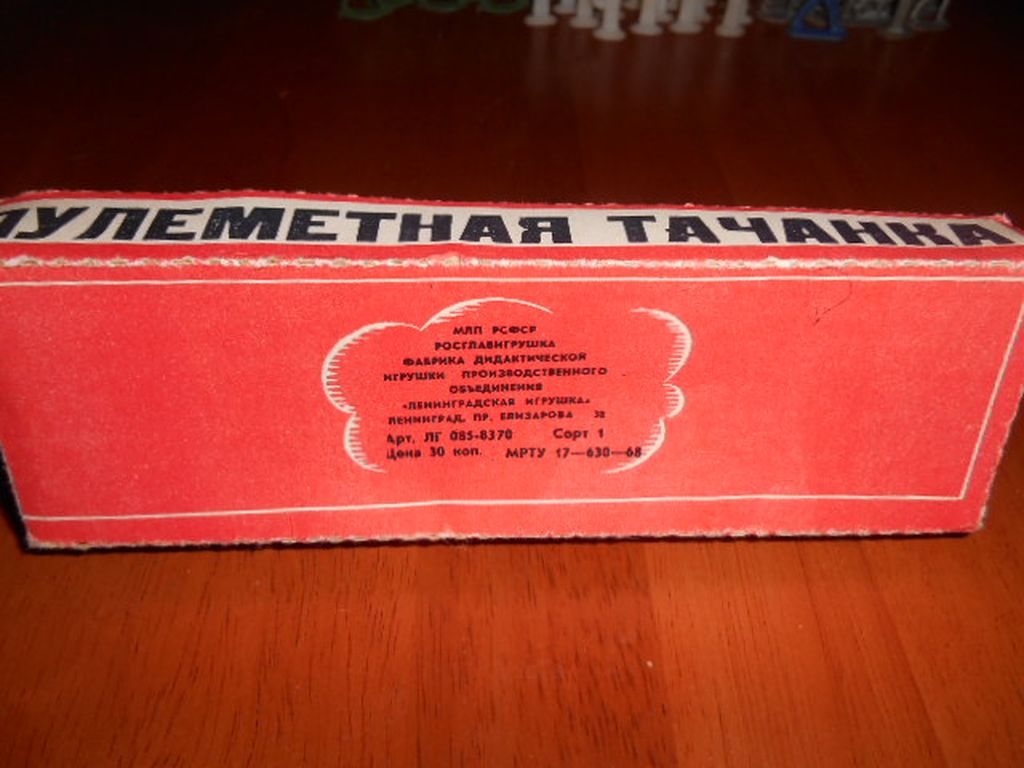 ПУЛЕМЕТНАЯ ТАЧАНКА
МЛП РСФСР
РОСГЛАВИГРУШКА
ФАБРИКА ДИДАКТИЧЕСКОЙ
ИГРУШКИ ПРОИЗВОДСТВЕННОГО
ОБЪЕДИНЕНИЯ
«ЛЕНИНГРАДСКАЯ ИГРУШКА»
ЛЕНИНГРАД, ПР. ЕЛИЗАРОВА 38
Арт. ЛГ 085-8370 Сорт 1
Цена 30 коп. МРТУ 17—630—68